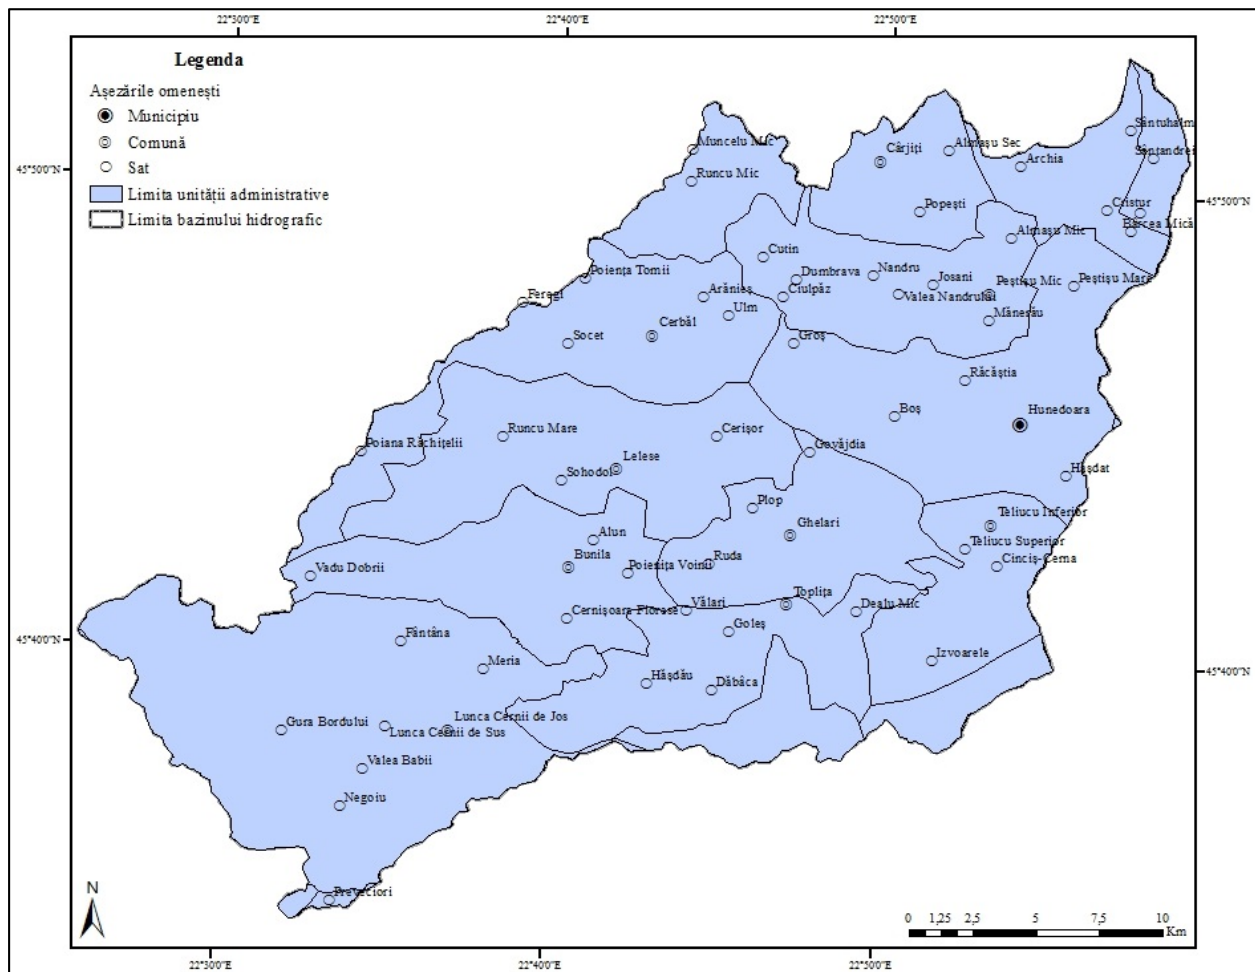 22°30'0"E
22°40'0"E
22°50'0"E
Legenda
Așezările omenești
Municipiu
Comună
Sat
Limita unității administrative
Limita bazinului hidrografic
45°50'0"N
45°50'0"N
Sântuhalm
Sântandrei
Muncelu Mic
Cârjiți
Almașu Sec
Archia
Runcu Mic
Popești
Cristur
Bârcea Mică
Almașu Mic
Cutin
Poienița Tomii
Dumbrava
Nandru
Josani
Peștișu Mic
Peștișu Mare
Feregi
Arănieș
Ciulpăz
Valea Nandrului
Ulm
Mânerău
Socet
Cerbăl
Groș
Răcăștia
Boș
Hunedoara
Poiana Răchițelii
Runcu Mare
Cerișor
Govăjdia
Lelese
Sohodol
Hășdat
Plop
Teliucu Inferior
Ghelari
Alun
Teliucu Superior
Bunila
Ruda
Cinciș-Cerna
Vadu Dobrii
Poienița Voinii
Toplița
Cernișoara Florese
Vălari
Dealu Mic
45°40'0"N
45°40'0"N
Goleș
Fântâna
Meria
Izvoarele
Hășdău
Dăbâca
Gura Bordului
Lunca Cernii de Jos
Lunca Cernii de Sus
Valea Babii
Negoiu
Preveciori
N
0 1,25 2,5 5 7,5 10
Km
22°30'0"E
22°40'0"E
22°50'0"E